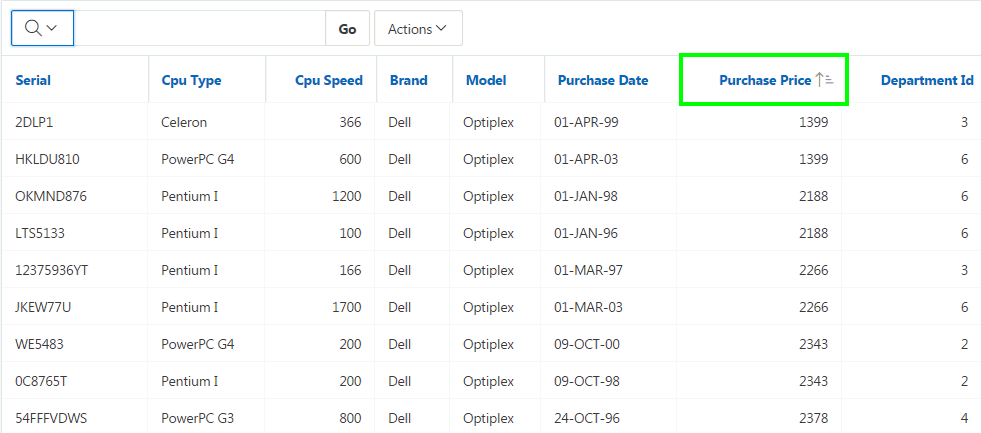 Go Actions
Serial Cpu Type Cpu Speed Brand Model Purchase Date Purchase Price Department Id
2DLP1 Celeron 366 Dell Optiplex 01-APR-99 1399 3
HKLDU810 PowerPC G4 600 Dell Optiplex 01-APR-03 1399 6
OKMND876 Pentium I 1200 Dell Optiplex 01-JAN-98 2188 6
LTS5133 Pentium I 100 Dell Optiplex 01-JAN-96 2188 6
12375936YT Pentium I 166 Dell Optiplex 01-MAR-97 2266 3
JKEW77U Pentium I 1700 Dell Optiplex 01-MAR-03 2266 6
WE5483 PowerPC G4 200 Dell Optiplex 09-OCT-00 2343 2
0C8765T Pentium I 200 Dell Optiplex 09-OCT-98 2343 2
54FFFVDWS PowerPC G3 800 Dell Optiplex 24-OCT-96 2378 4